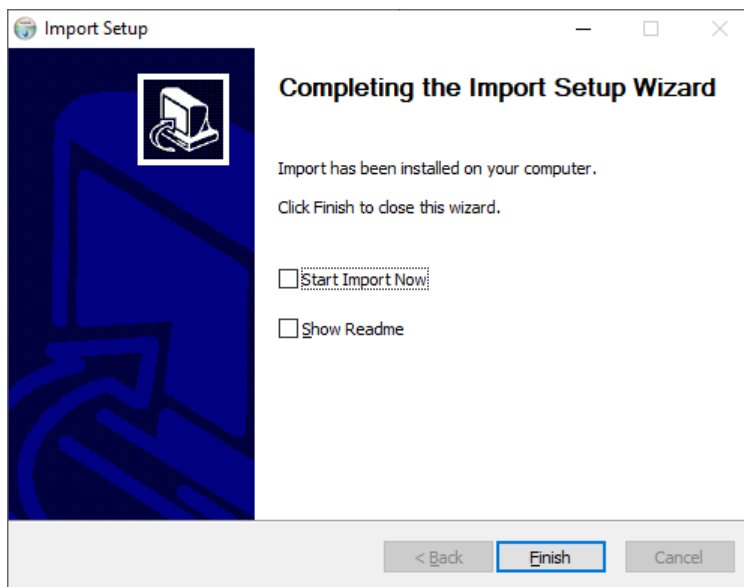 Import Setup
Completing the Import Setup Wizard
Import has been installed on your computer.
Click Finish to close this wizard.
Start Import Now
Show Readme
< Back Finish Cancel